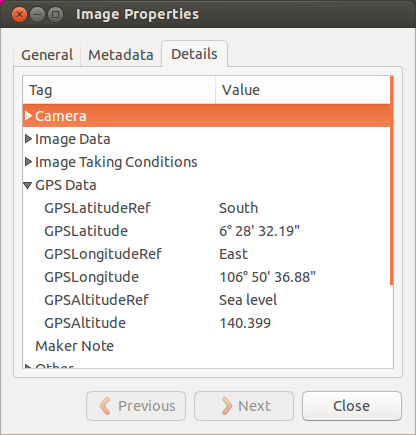 Image Properties
General Metadata Details
Tag Value
Camera
Image Data
Image Taking Conditions
GPS Data
GPSLatitudeRef South
GPSLatitude 6° 28' 32.19"
GPSLongitudeRef East
GPSLongitude 106° 50' 36.88"
GPSAltitudeRef Sea level
GPSAltitude 140.399
Maker Note
Other
Previous Next Close